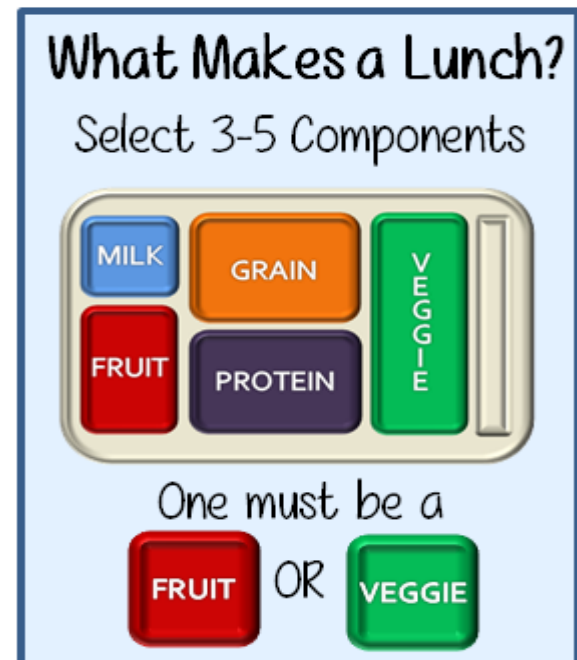 What Makes a Lunch?
Select 3-5 Components
MILK
GRAIN
VEGGIE
FRUIT
PROTEIN
One must be a
FRUIT OR VEGGIE